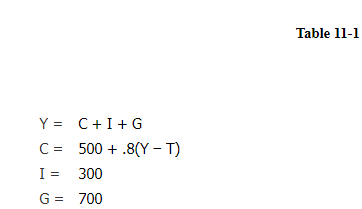 Table 11-1
Y = C + I + G
C = 500 + .8(Y − T)
I = 300
G = 700